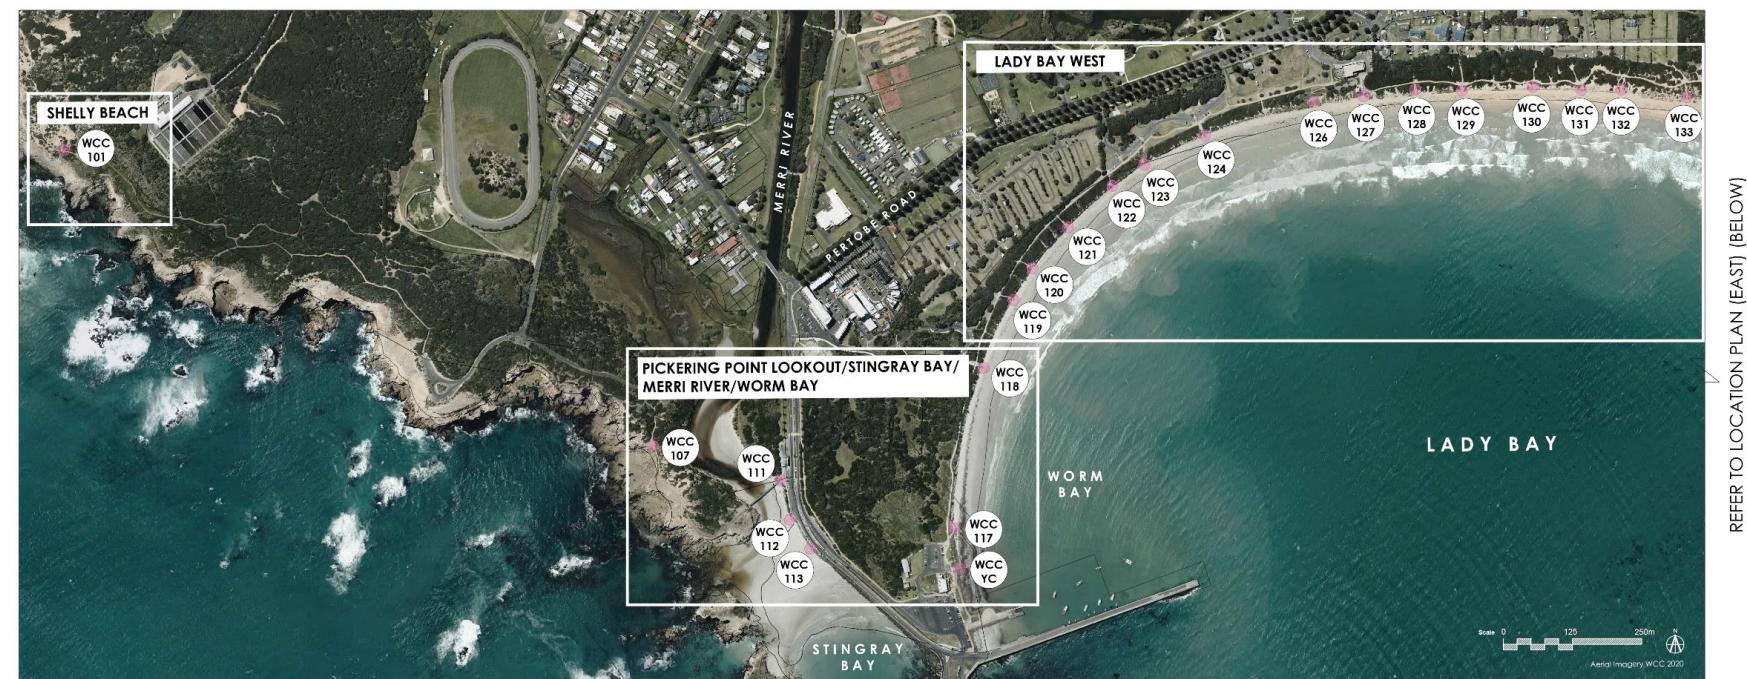 LADY BAY WEST
SHELLY BEACH
WCC
101
MERRI RIVER
PERTOBE ROAD
WCC
126
WCC
127
WCC
128
WCC
129
WCC
130
WCC
131
WCC
132
WCC
133
WCC
124
WCC
123
WCC
122
WCC
121
WCC
120
WCC
119
WCC
118
PICKERING POINT LOOKOUT/STINGRAY BAY/
MERRI RIVER/WORM BAY
WCC
107
WCC
111
WCC
112
WCC
113
WCC
117
WCC
YC
WORM
BAY
LADY BAY
STINGRAY
BAY
Scale 0 125 250m
N
Aerial Imagery WCC 2020
REFER TO LOCATION PLAN (EAST) (BELOW)